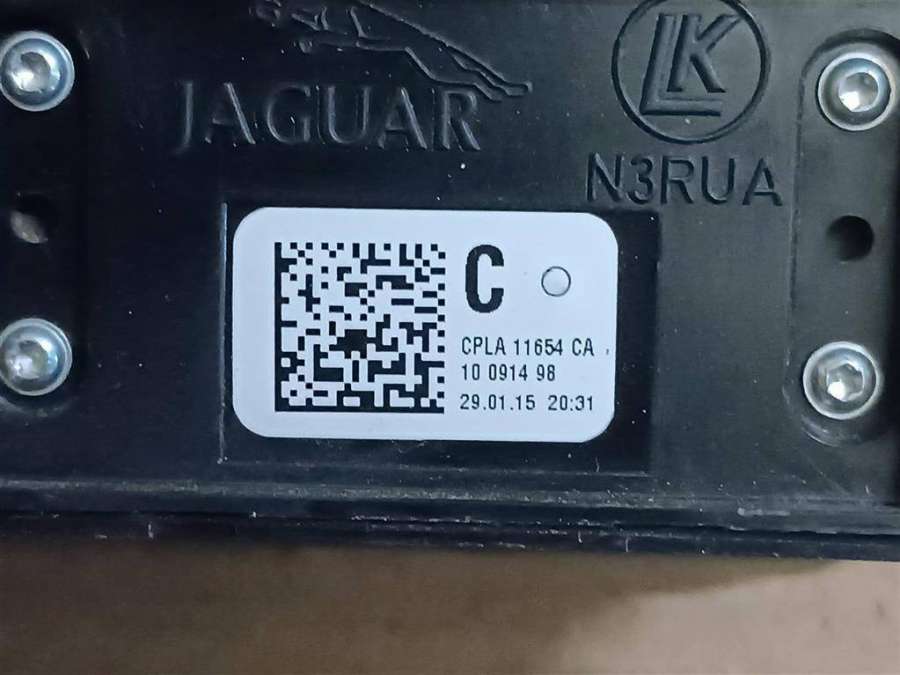 JAGUAR
LK
N3RUA
C
CPLA 11654 CA
10 0914 98
29.01.15 20:31